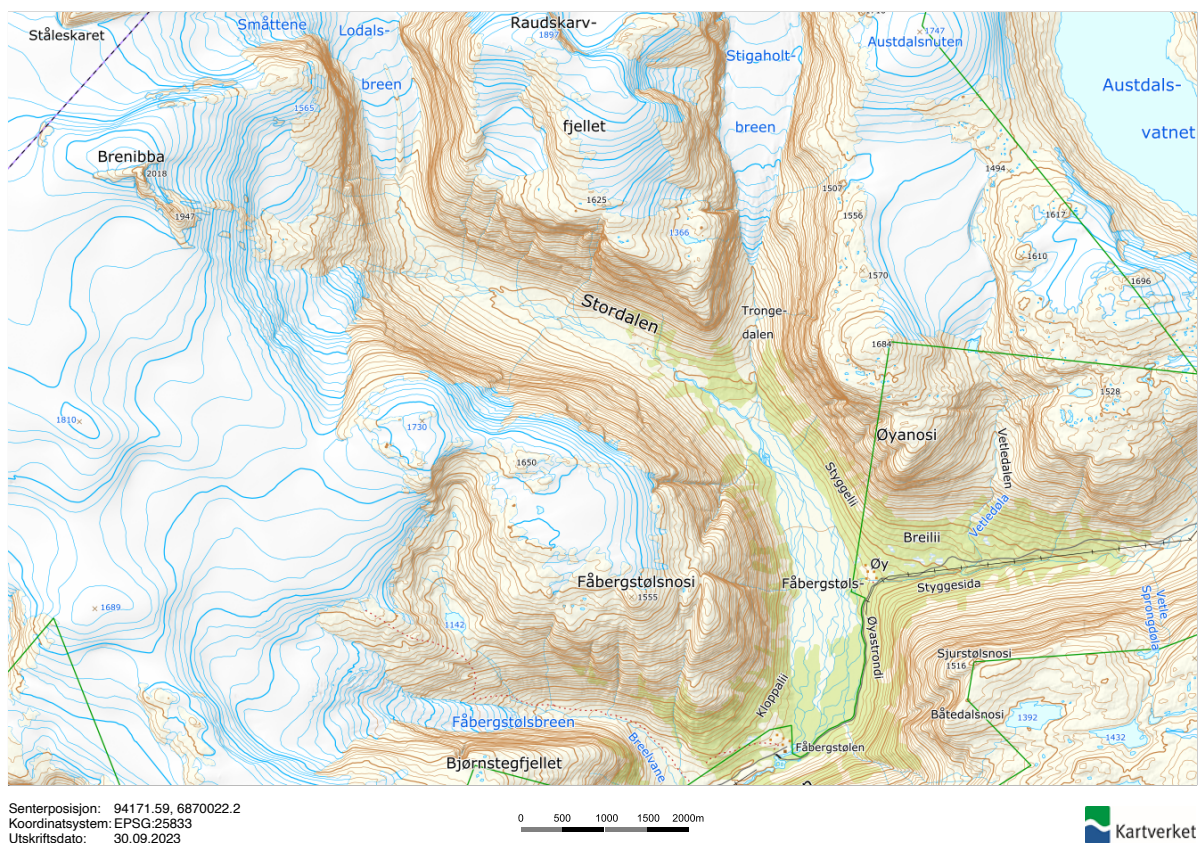 Ståleskaret
Småttene
Lodals-
breen
Raudskarv-
1897
fjellet
Stigaholt-
breen
1747
Austdalsnuten
Austdals-
vatnet
1565
Brenibba
2018
1947
1625
1366
1507
1556
1570
1494
1617
1610
1696
Stordalen
Tronge-
dalen
1684
1528
1810
1730
1650
Øyanosi
Vetledalen
Styggelii
Vetledøla
Breilii
Fåbergstølsnosi
1555
Fåbergstøls-
Øy
Styggesida
1689
1142
Øyastrondi
Vetle
Sprongdøla
Sjurstølsnosi
1516
Kloppalii
Båtedalsnosi
1392
1432
Fåbergstølsbreen
Breelvane
Fåbergstølen
Bjørnstegfjellet
Senterposisjon: 94171.59, 6870022.2
Koordinatsystem: EPSG:25833
Utskriftsdato: 30.09.2023
0 500 1000 1500 2000m
Kartverket